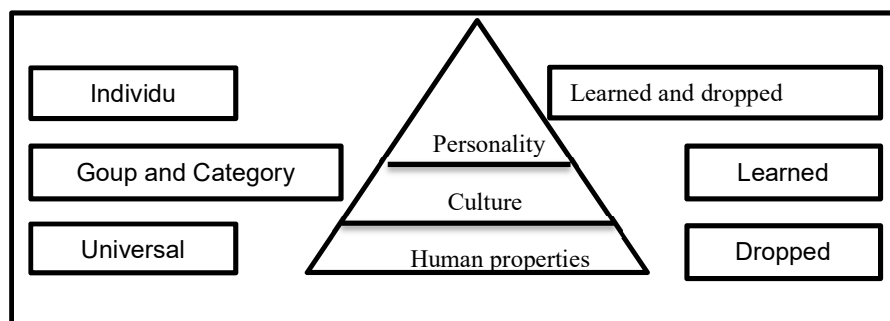 Individu
Learned and dropped
Personality
Goup and Category
Learned
Culture
Universal
Human properties
Dropped